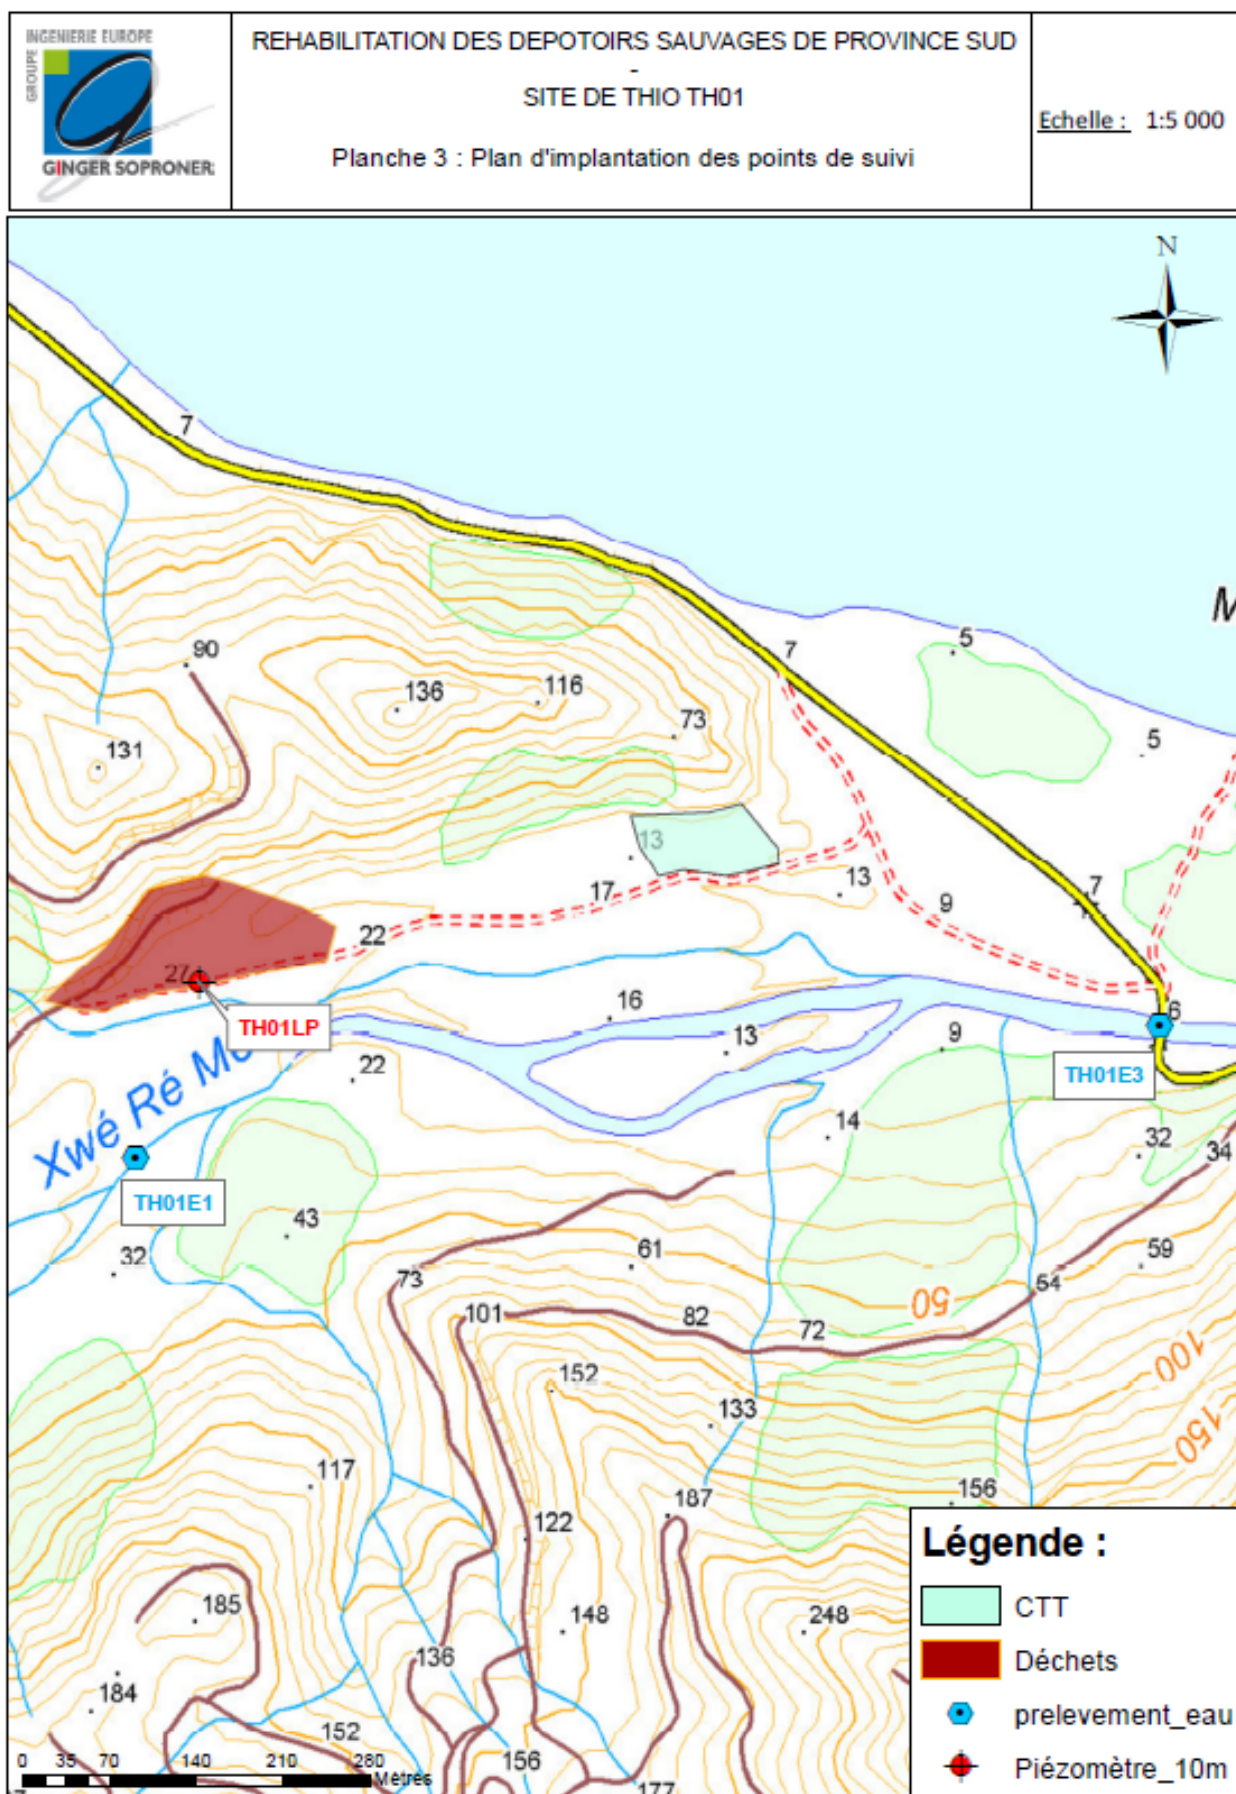 INGENIERIE EUROPE
GROUPE
GINGER SOPRONER
REHABILITATION DES DEPOTOIRS SAUVAGES DE PROVINCE SUD
-
SITE DE THIO TH01
Planche 3 : Plan d'implantation des points de suivi
Echelle : 1:5 000
N
7
M
7
5
90
136
116
73
5
131
13
7
13
17
9
22
27
TH01LP
16
6
13
9
TH01E3
22
Xwé Ré Mo
14
32
34
TH01E1
43
32
61
59
73
54
50
101
82
72
100
152
133
150
117
187
156
122
Légende :
CTT
Déchets
prelevement_eau
Piézomètre_10m
185
148
248
136
184
152
156
177
0 35 70 140 210 280
Mètres